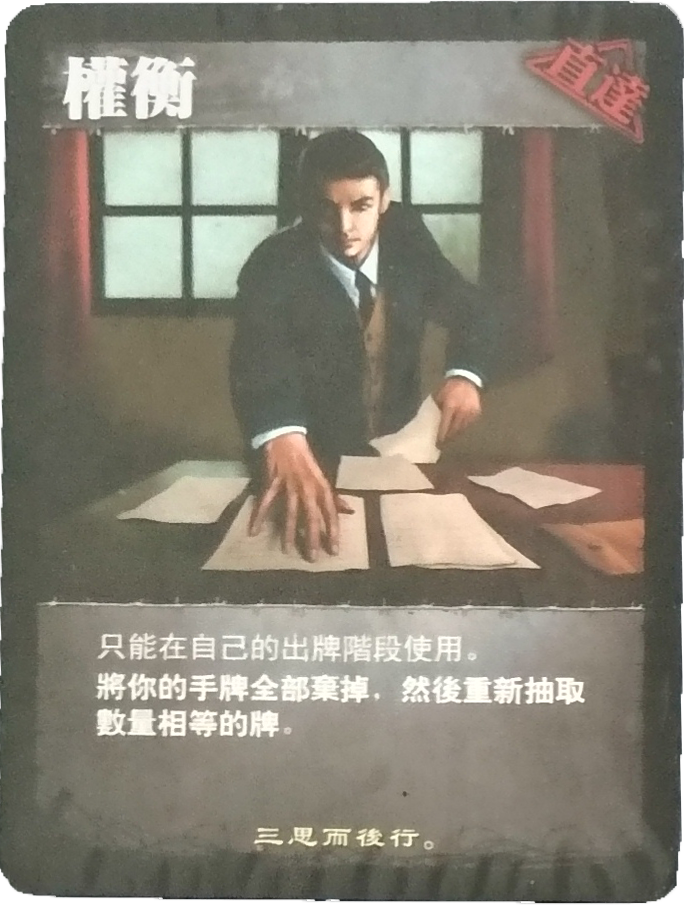 權衡
直達
只能在自己的出牌階段使用。
將你的手牌全部棄掉，然後重新抽取
數量相等的牌。
三思而後行。